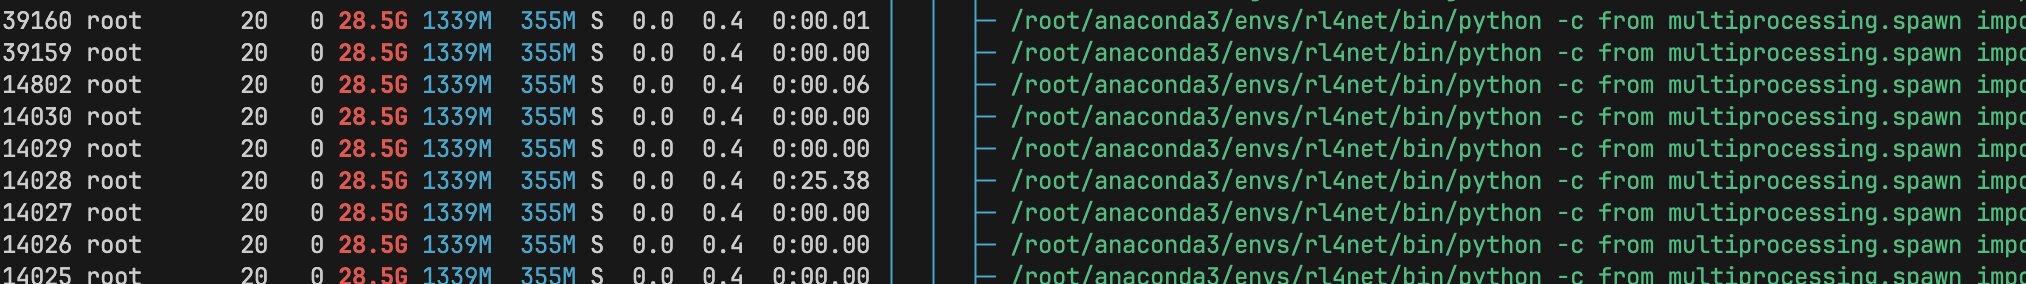 39160 root 20 0 28.5G 1339M 355M S 0.0 0.4 0:00.01 │ │ ├─ /root/anaconda3/envs/rl4net/bin/python -c from multiprocessing.spawn impo
39159 root 20 0 28.5G 1339M 355M S 0.0 0.4 0:00.00 │ │ ├─ /root/anaconda3/envs/rl4net/bin/python -c from multiprocessing.spawn impo
14802 root 20 0 28.5G 1339M 355M S 0.0 0.4 0:00.06 │ │ ├─ /root/anaconda3/envs/rl4net/bin/python -c from multiprocessing.spawn impo
14030 root 20 0 28.5G 1339M 355M S 0.0 0.4 0:00.00 │ │ ├─ /root/anaconda3/envs/rl4net/bin/python -c from multiprocessing.spawn impo
14029 root 20 0 28.5G 1339M 355M S 0.0 0.4 0:00.00 │ │ ├─ /root/anaconda3/envs/rl4net/bin/python -c from multiprocessing.spawn impo
14028 root 20 0 28.5G 1339M 355M S 0.0 0.4 0:25.38 │ │ ├─ /root/anaconda3/envs/rl4net/bin/python -c from multiprocessing.spawn impo
14027 root 20 0 28.5G 1339M 355M S 0.0 0.4 0:00.00 │ │ ├─ /root/anaconda3/envs/rl4net/bin/python -c from multiprocessing.spawn impo
14026 root 20 0 28.5G 1339M 355M S 0.0 0.4 0:00.00 │ │ ├─ /root/anaconda3/envs/rl4net/bin/python -c from multiprocessing.spawn impo
14025 root 20 0 28.5G 1339M 355M S 0.0 0.4 0:00.00 │ │ ├─ /root/anaconda3/envs/rl4net/bin/python -c from multiprocessing.spawn impo